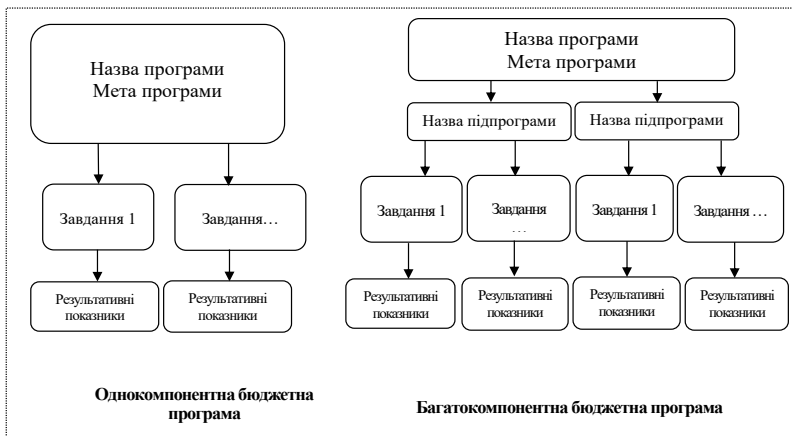 Назва програми
Мета програми
Завдання 1
Завдання…
Результативні
показники
Результативні
показники
Однокомпонентна бюджетна
програма
Назва програми
Мета програми
Назва підпрограми
Назва підпрограми
Завдання 1
Завдання
…
Завдання 1
Завдання …
Результативні
показники
Результативні
показники
Результативні
показники
Результативні
показники
Багатокомпонентна бюджетна програма